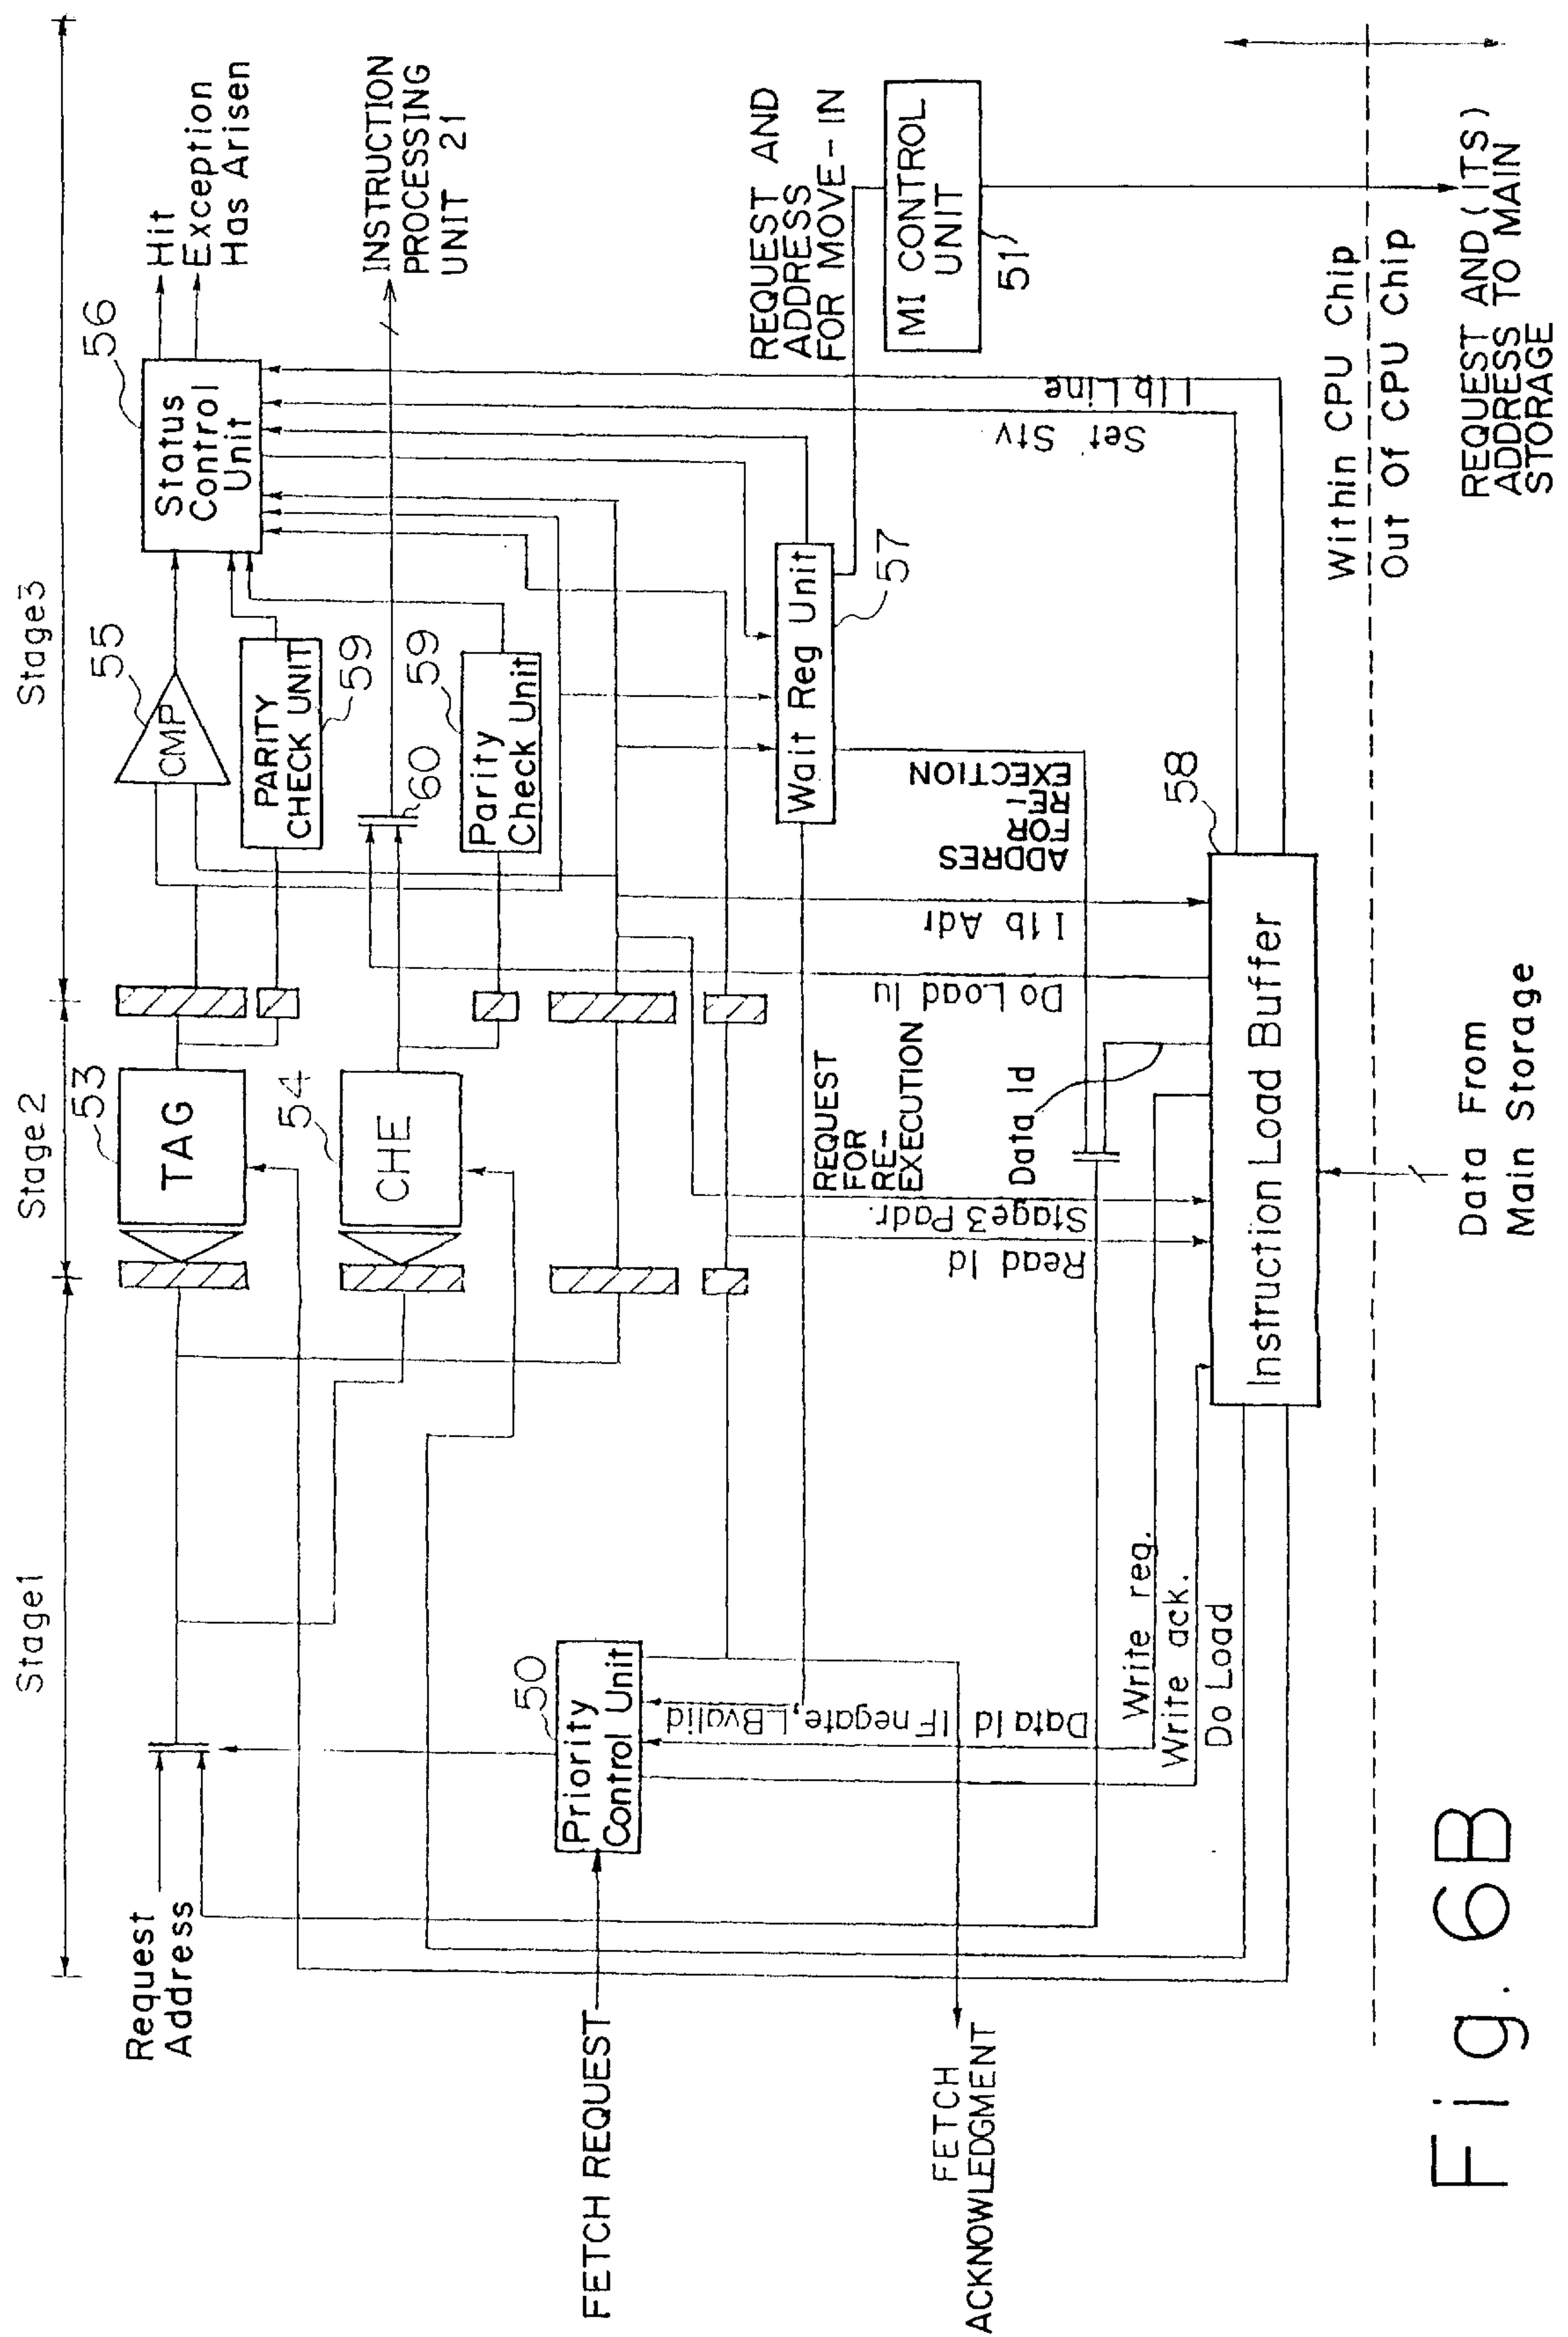 Stage1
Stage2
Stage3
Request
Address
53
TAG
54
CHE
55
CMP
PARITY
CHECK UNIT
59
60
59
Parity
Check Unit
56
Status
Control
Unit
Hit
Exception
Has Arisen
INSTRUCTION
PROCESSING
UNIT 21
FETCH REQUEST
50
Priority
Control Unit
IF negate, LBvalid
Data Id
FETCH
ACKNOWLEDGMENT
Write req.
Write ack.
Do Load
REQUEST
FOR
RE-
EXECUTION
Data Id
Read Id
Stage3 Padr.
Do Load Iu
I1b Adr
ADDRES
FOR
RE-
EXECTION
Wait Reg Unit
57
REQUEST AND
ADDRESS
FOR MOVE-IN
MI CONTROL
UNIT
51
Set Stv
I1b Line
58
Instruction Load Buffer
Within CPU Chip
Out Of CPU Chip
Data From
Main Storage
REQUEST AND (ITS)
ADDRESS TO MAIN
STORAGE
Fig. 6B